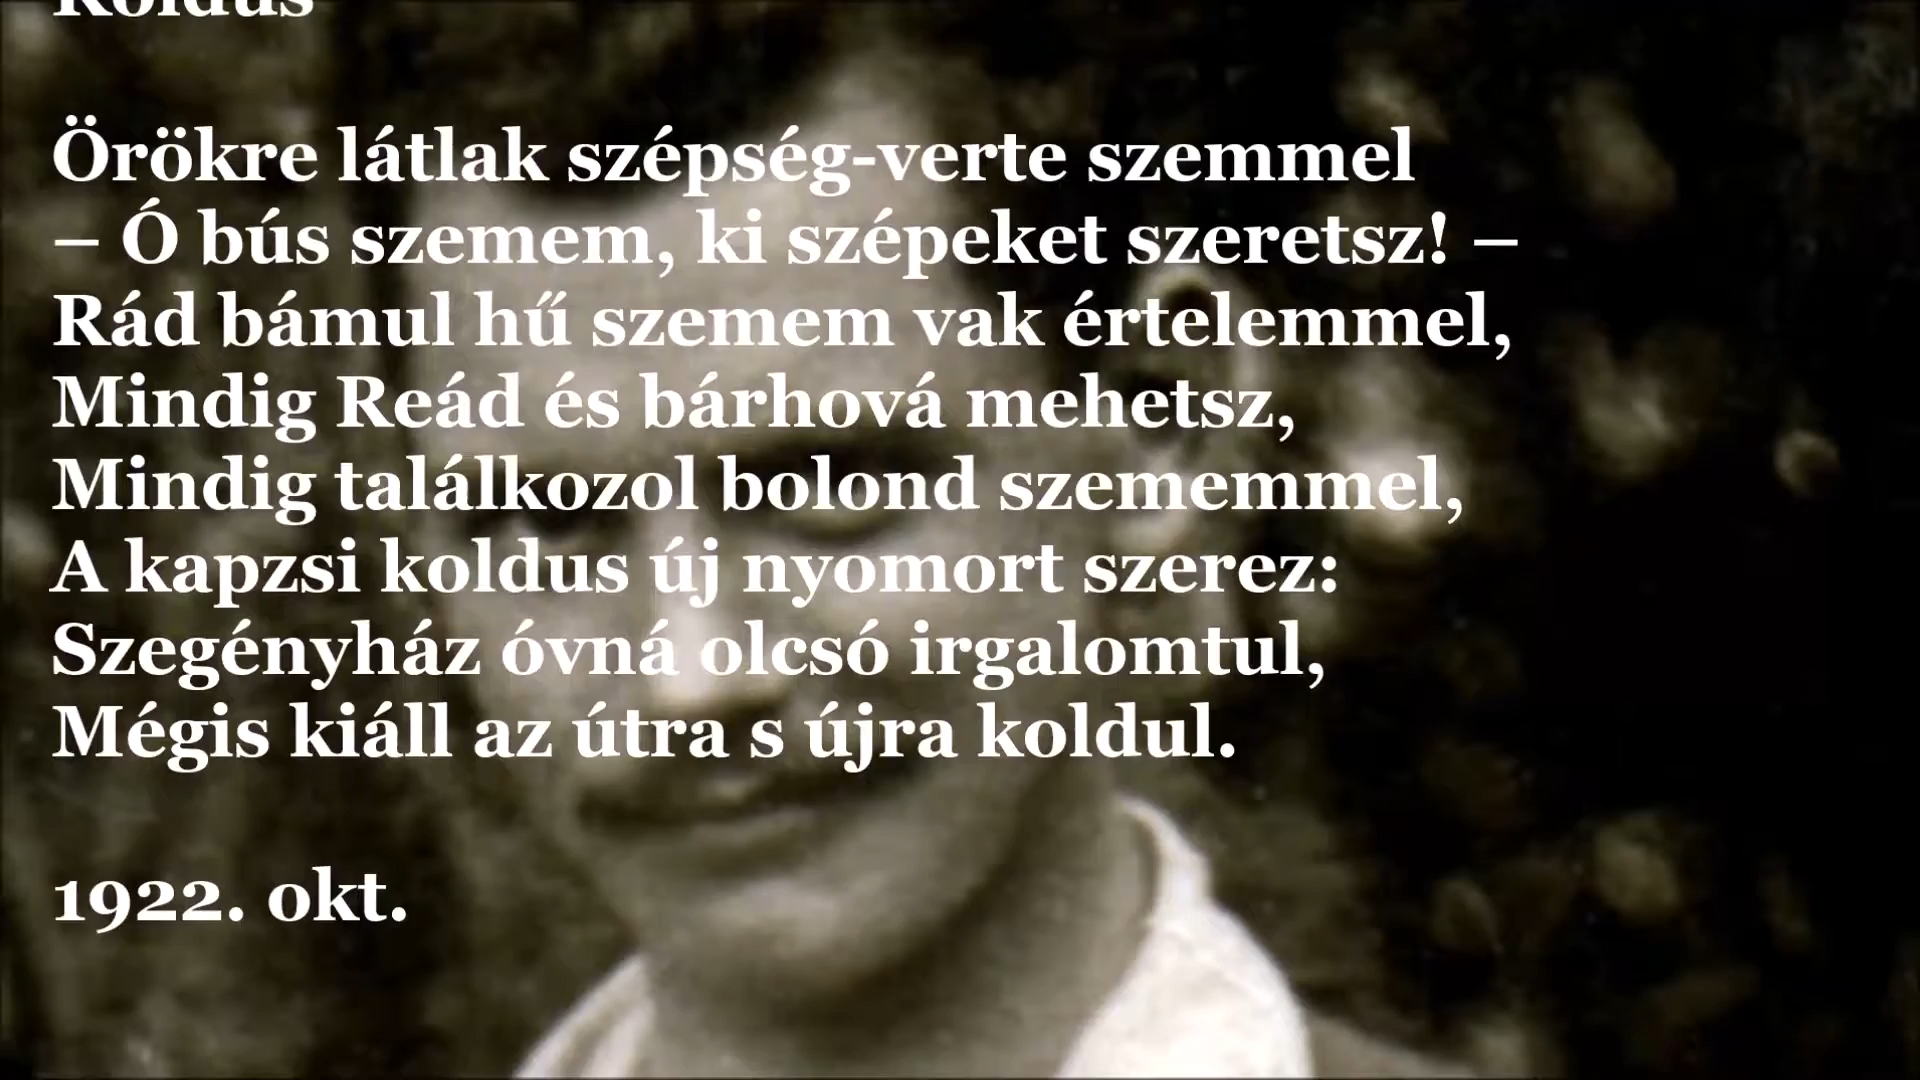 Koldus
Örökre látlak szépség-verte szemmel
– Ó bús szemem, ki szépeket szeretsz! –
Rád bámul hű szemem vak értelemmel,
Mindig Reád és bárhová mehetsz,
Mindig találkozol bolond szememmel,
A kapzsi koldus új nyomort szerez:
Szegényház óvná olcsó irgalomtul,
Mégis kiáll az útra s újra koldul.
1922. okt.